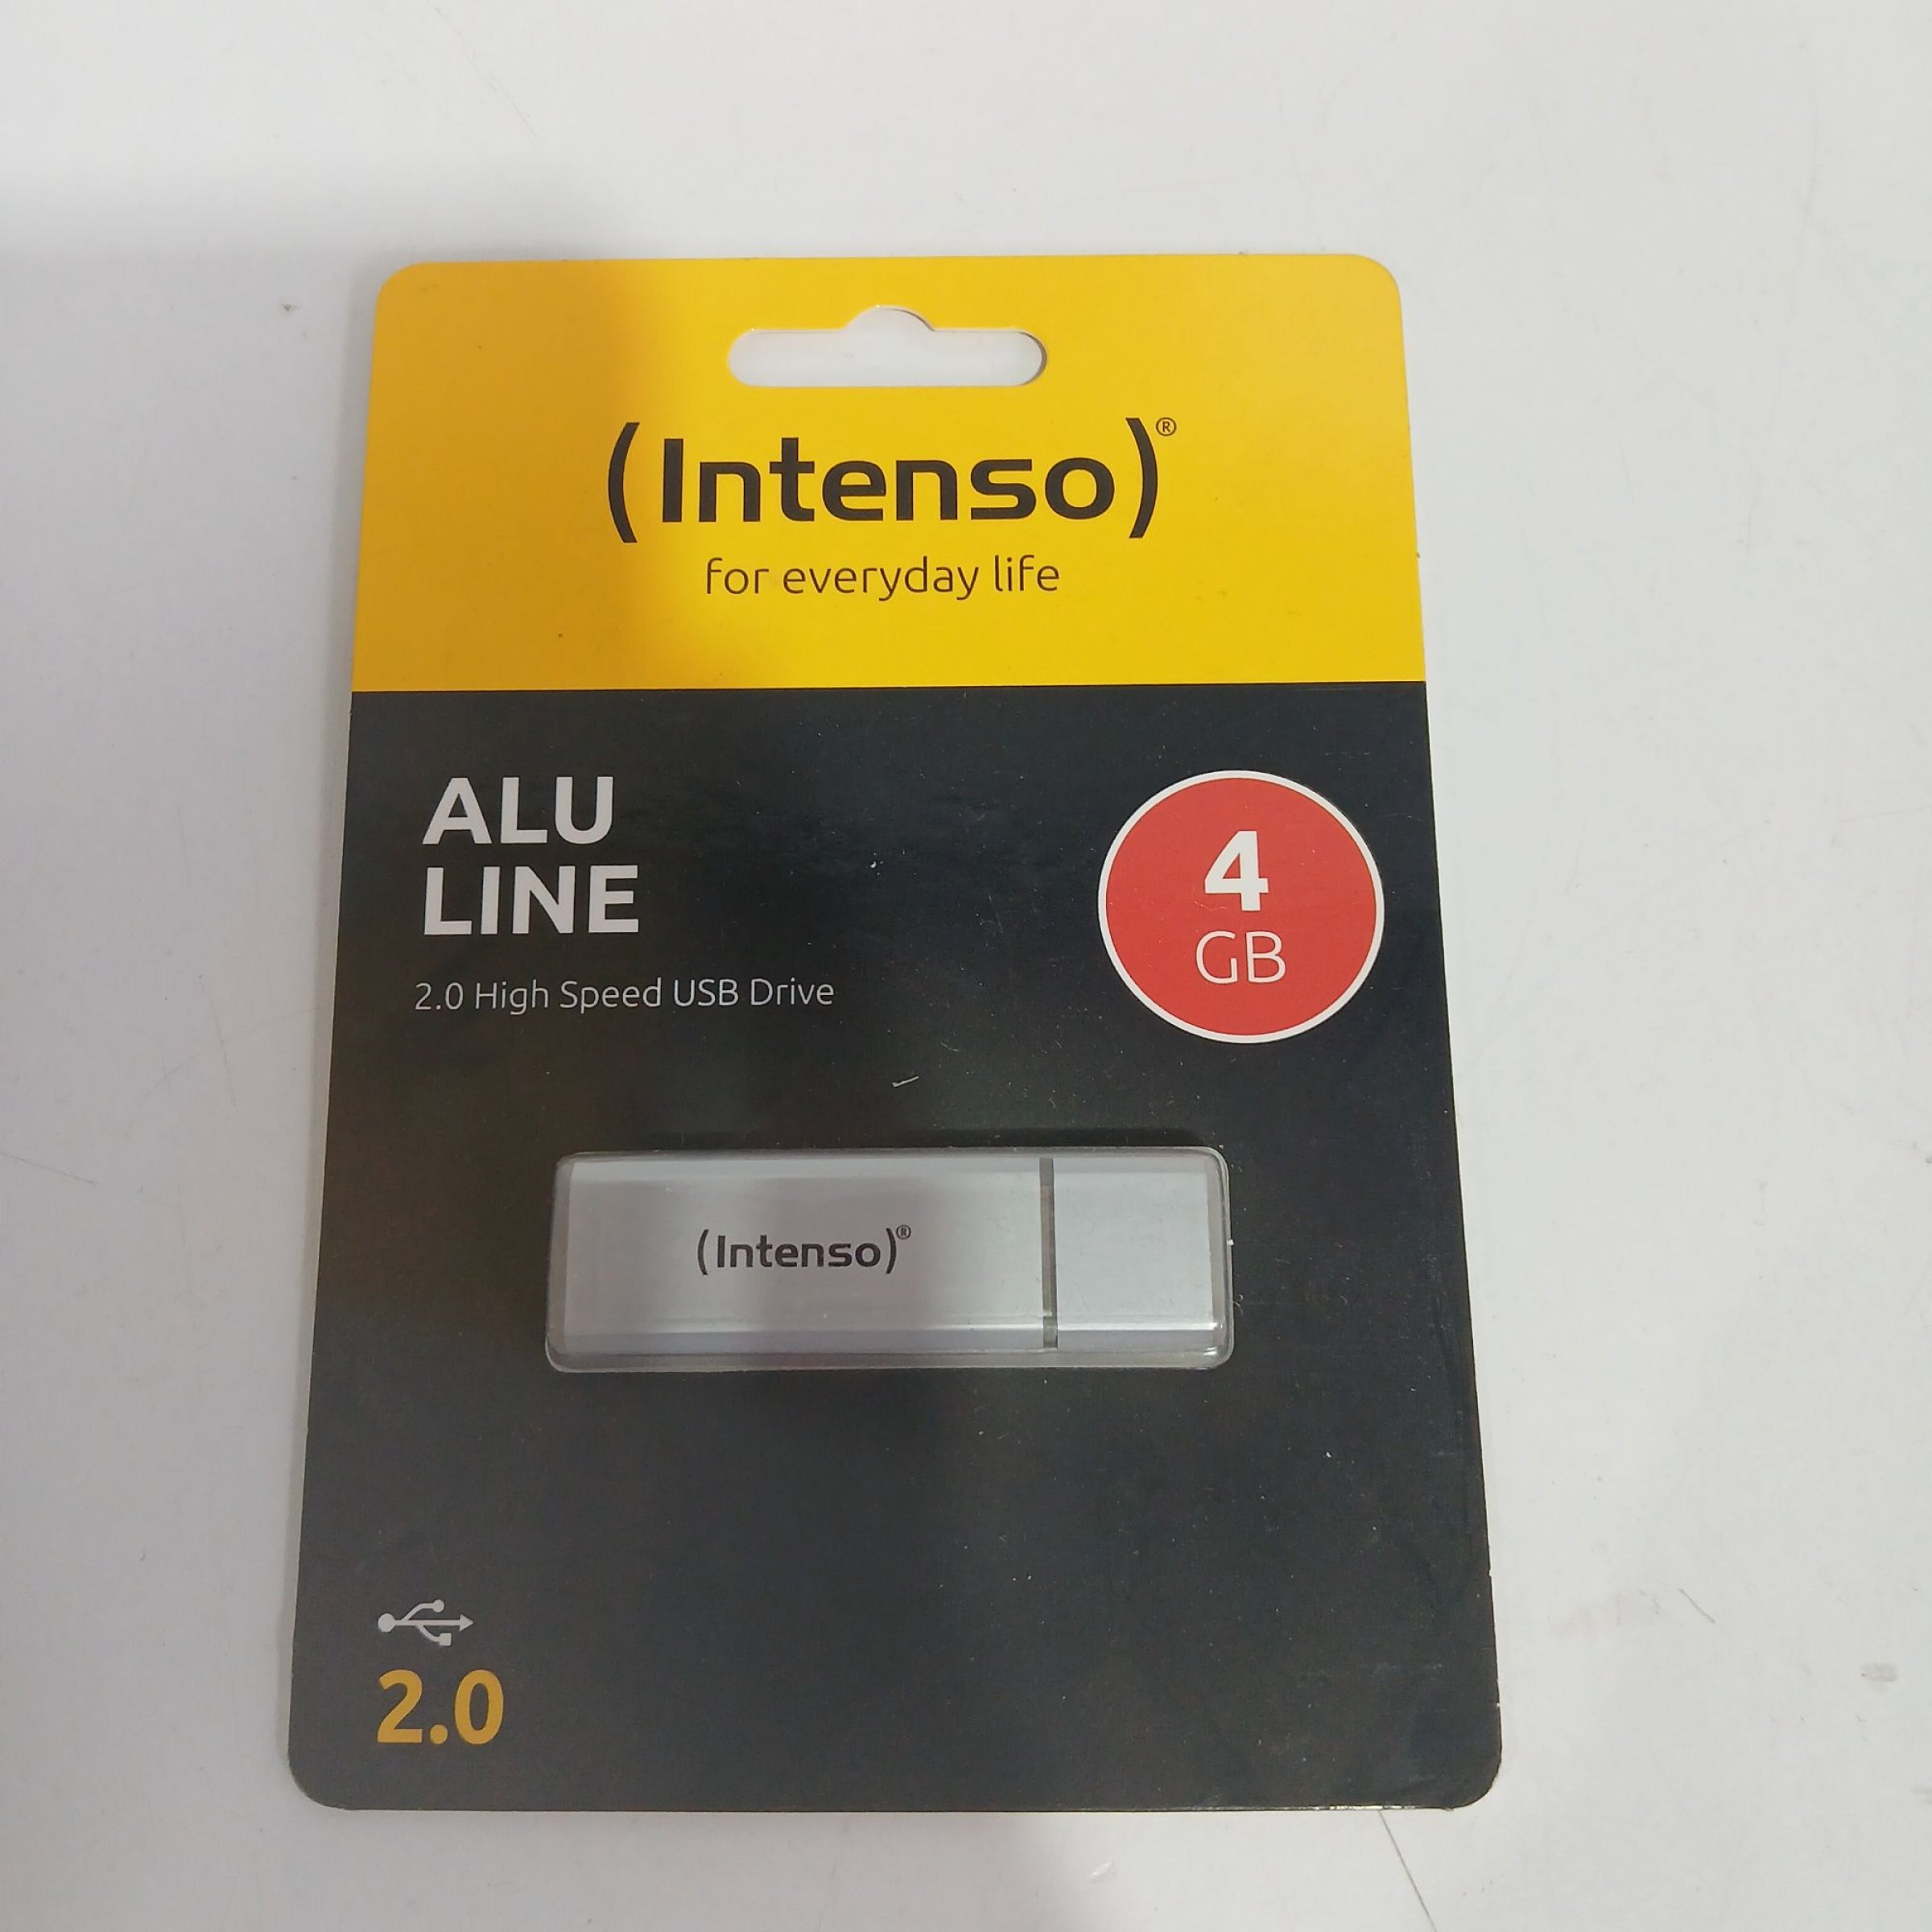 (Intenso)®
for everyday life
ALU
LINE
4
GB
2.0 High Speed USB Drive
(Intenso)®
2.0